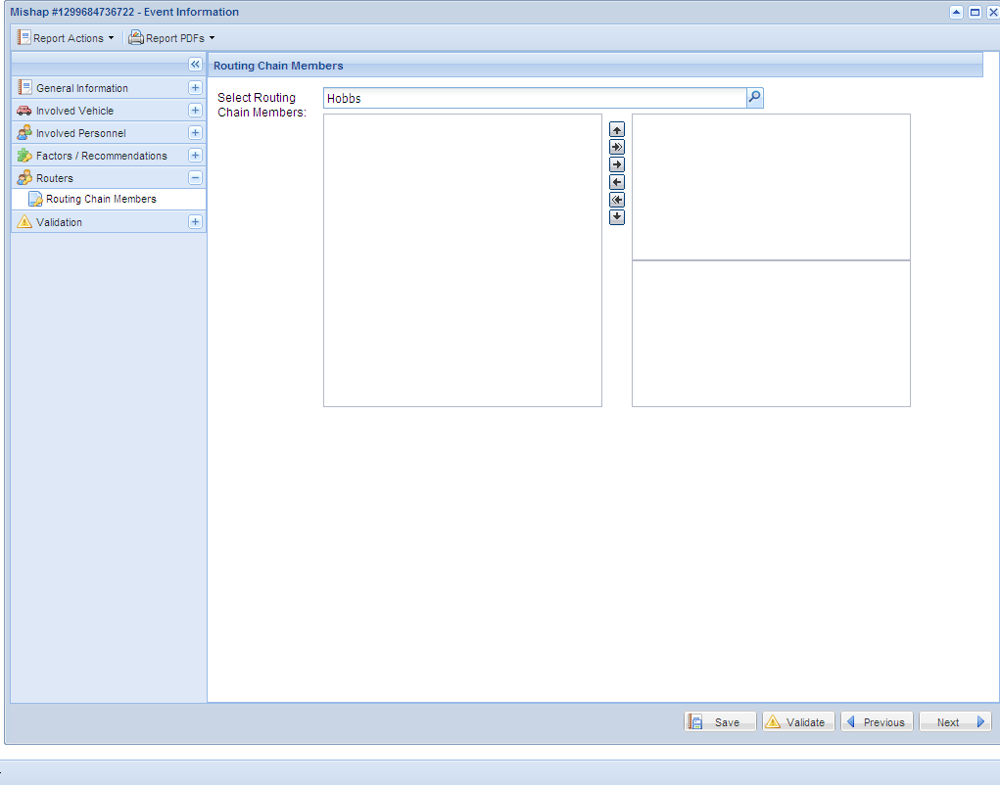 Mishap #1299684736722 - Event Information
Report Actions
Report PDFs
General Information
Involved Vehicle
Involved Personnel
Factors / Recommendations
Routers
Routing Chain Members
Validation
Routing Chain Members
Select Routing
Chain Members:
Hobbs
Save
Validate
Previous
Next